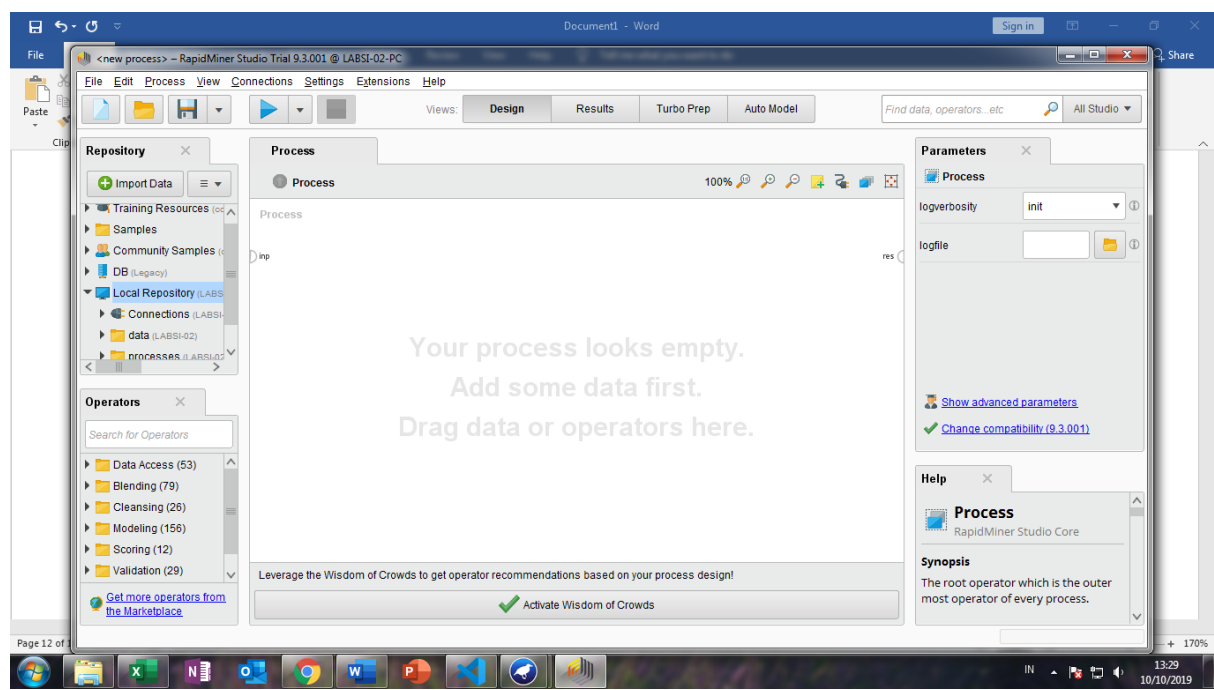 Document1 - Word
Sign in
File
Share
<new process> – RapidMiner Studio Trial 9.3.001 @ LABSI-02-PC
File Edit Process View Connections Settings Extensions Help
Paste
Clip
Views:
Design
Results
Turbo Prep
Auto Model
Find data, operators...etc
All Studio
Repository
Import Data
Training Resources
Samples
Community Samples
DB (Legacy)
Local Repository (LABS
Connections (LABSI-
data (LABSI-02)
processes (LABSI-02
Operators
Search for Operators
Data Access (53)
Blending (79)
Cleansing (26)
Modeling (156)
Scoring (12)
Validation (29)
Get more operators from
the Marketplace
Process
Process
100%
Process
inp
res
Your process looks empty.
Add some data first.
Drag data or operators here.
Leverage the Wisdom of Crowds to get operator recommendations based on your process design!
Activate Wisdom of Crowds
Parameters
Process
logverbosity
init
logfile
Show advanced parameters
Change compatibility (9.3.001)
Help
Process
RapidMiner Studio Core
Synopsis
The root operator which is the outer
most operator of every process.
Page 12 of 1
170%
IN
13:29
10/10/2019